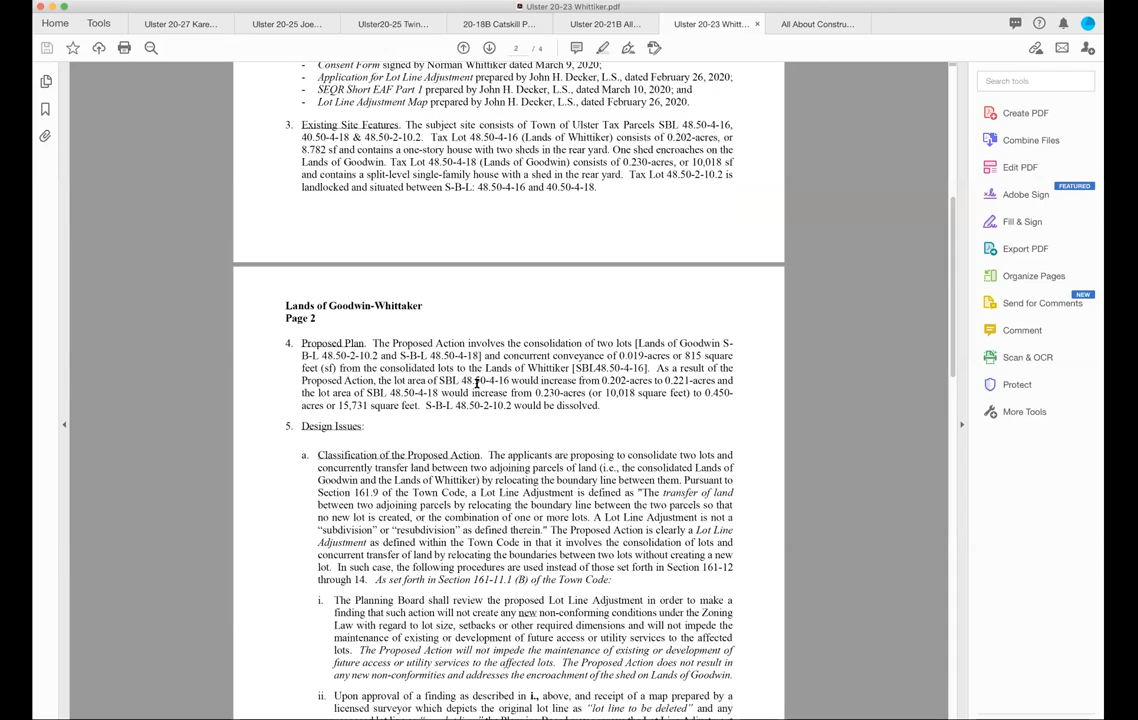 Ulster 20-23 Whittiker.pdf
Home Tools Ulster 20-27 Kare... Ulster 20-25 Joe... Ulster20-25 Twin... 20-18B Catskill P... Ulster 20-21B All... Ulster 20-23 Whitt... × All About Constru...
2 / 4
- Consent Form signed by Norman Whittiker dated March 9, 2020;
- Application for Lot Line Adjustment prepared by John H. Decker, L.S., dated February 26, 2020;
- SEQR Short EAF Part 1 prepared by John H. Decker, L.S., dated March 10, 2020; and
- Lot Line Adjustment Map prepared by John H. Decker, L.S., dated February 26, 2020.
3. Existing Site Features. The subject site consists of Town of Ulster Tax Parcels SBL 48.50-4-16,
40.50-4-18 & 48.50-2-10.2. Tax Lot 48.50-4-16 (Lands of Whittiker) consists of 0.202-acres, or
8.782 sf and contains a one-story house with two sheds in the rear yard. One shed encroaches on the
Lands of Goodwin. Tax Lot 48.50-4-18 (Lands of Goodwin) consists of 0.230-acres, or 10,018 sf
and contains a split-level single-family house with a shed in the rear yard. Tax Lot 48.50-2-10.2 is
landlocked and situated between S-B-L: 48.50-4-16 and 40.50-4-18.
Lands of Goodwin-Whittaker
Page 2
4. Proposed Plan. The Proposed Action involves the consolidation of two lots [Lands of Goodwin S-
B-L 48.50-2-10.2 and S-B-L 48.50-4-18] and concurrent conveyance of 0.019-acres or 815 square
feet (sf) from the consolidated lots to the Lands of Whittiker [SBL48.50-4-16]. As a result of the
Proposed Action, the lot area of SBL 48.50-4-16 would increase from 0.202-acres to 0.221-acres and
the lot area of SBL 48.50-4-18 would increase from 0.230-acres (or 10,018 square feet) to 0.450-
acres or 15,731 square feet. S-B-L 48.50-2-10.2 would be dissolved.
5. Design Issues:
a. Classification of the Proposed Action. The applicants are proposing to consolidate two lots and
concurrently transfer land between two adjoining parcels of land (i.e., the consolidated Lands of
Goodwin and the Lands of Whittiker) by relocating the boundary line between them. Pursuant to
Section 161.9 of the Town Code, a Lot Line Adjustment is defined as "The transfer of land
between two adjoining parcels by relocating the boundary line between the two parcels so that
no new lot is created, or the combination of one or more lots. A Lot Line Adjustment is not a
“subdivision” or “resubdivision” as defined therein." The Proposed Action is clearly a Lot Line
Adjustment as defined within the Town Code in that it involves the consolidation of lots and
concurrent transfer of land by relocating the boundaries between two lots without creating a new
lot. In such case, the following procedures are used instead of those set forth in Section 161-12
through 14. As set forth in Section 161-11.1 (B) of the Town Code:
i. The Planning Board shall review the proposed Lot Line Adjustment in order to make a
finding that such action will not create any new non-conforming conditions under the Zoning
Law with regard to lot size, setbacks or other required dimensions and will not impede the
maintenance of existing or development of future access or utility services to the affected
lots. The Proposed Action will not impede the maintenance of existing or development of
future access or utility services to the affected lots. The Proposed Action does not result in
any new non-conformities and addresses the encroachment of the shed on Lands of Goodwin.
ii. Upon approval of a finding as described in i., above, and receipt of a map prepared by a
licensed surveyor which depicts the original lot line as “lot line to be deleted” and any
Search tools
Create PDF
Combine Files
Edit PDF
FEATURED
Adobe Sign
Fill & Sign
Export PDF
Organize Pages
NEW
Send for Comments
Comment
Scan & OCR
Protect
More Tools